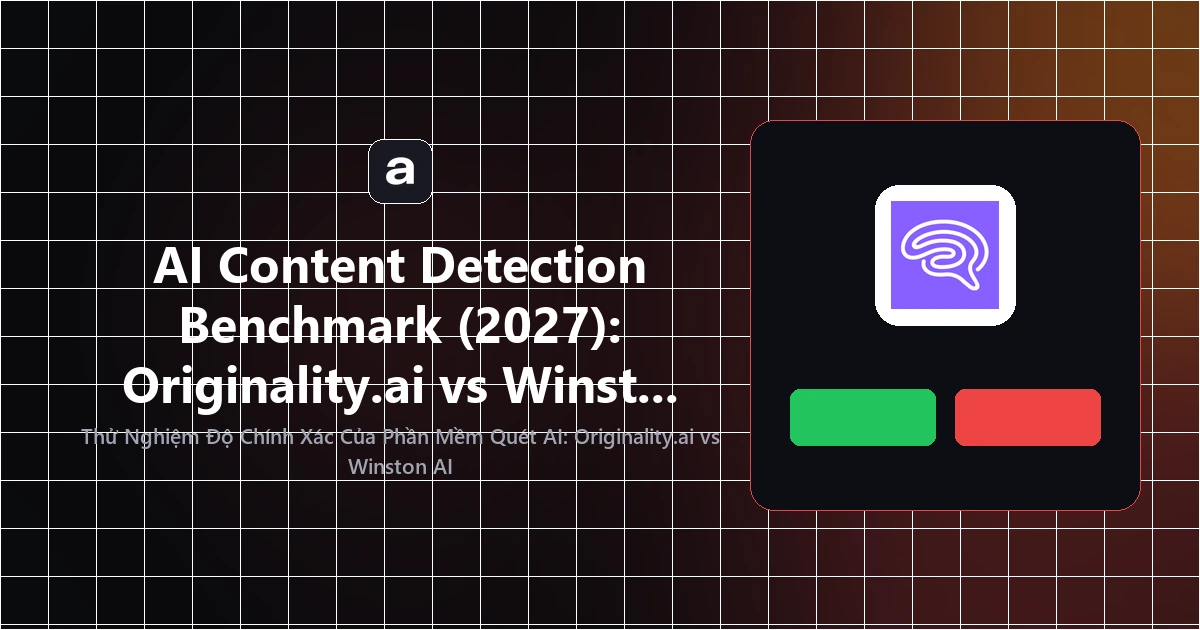 a
AI Content Detection
Benchmark (2027):
Originality.ai vs Winst...
Thử Nghiệm Độ Chính Xác Của Phần Mềm Quét AI: Originality.ai vs
Winston AI